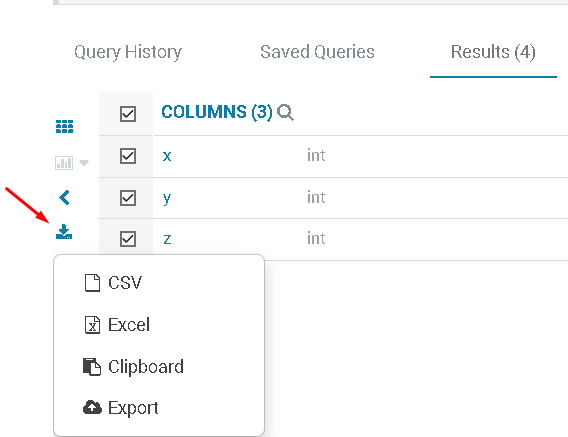 Query History Saved Queries Results (4)
COLUMNS (3)
x int
y int
z int
CSV
Excel
Clipboard
Export